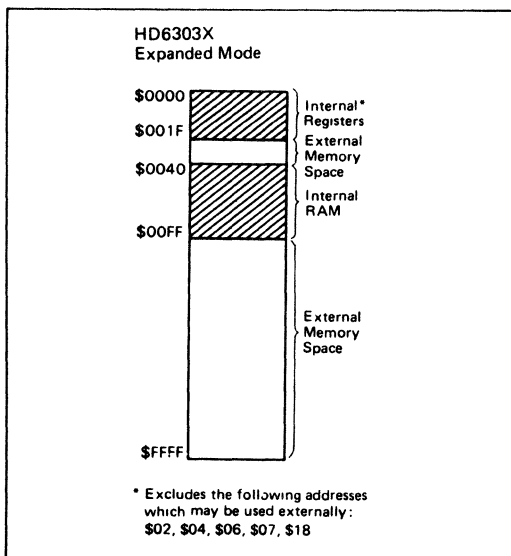 HD6303X
Expanded Mode
$0000
Internal*
Registers
$001F
External
Memory
Space
$0040
Internal
RAM
$00FF
External
Memory
Space
$FFFF
* Excludes the following addresses
which may be used externally:
$02, $04, $06, $07, $18